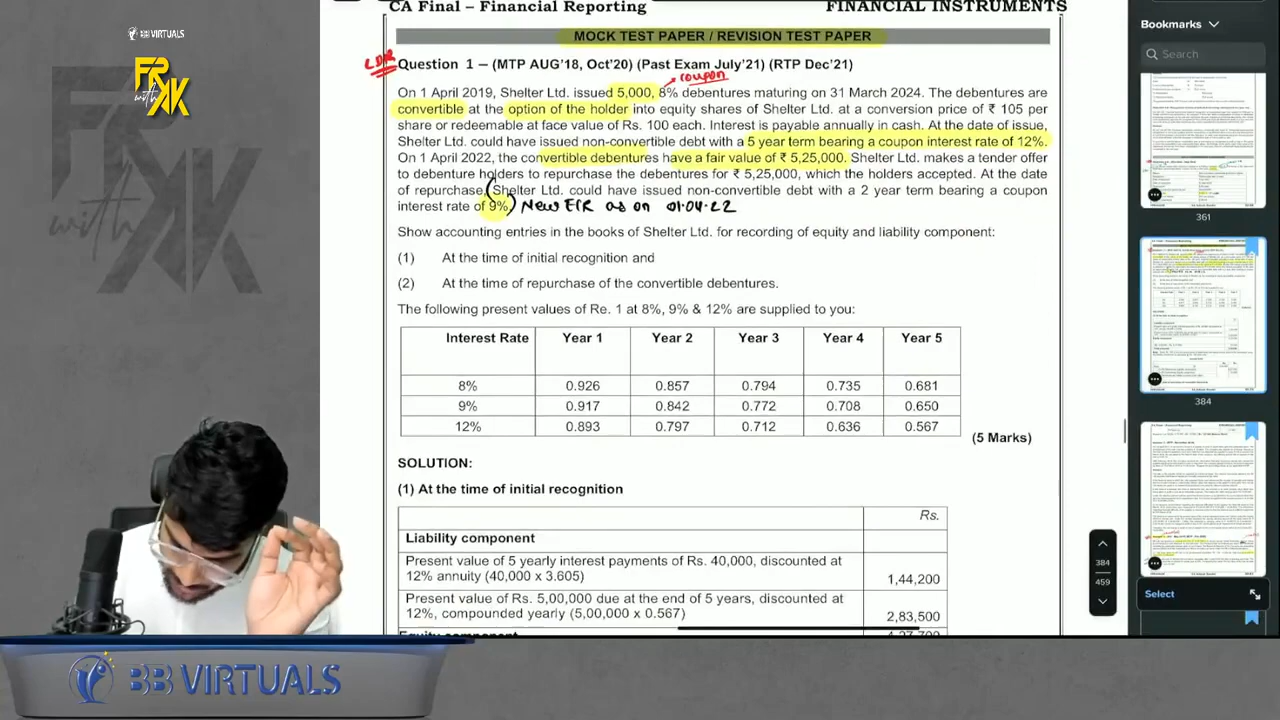 BB VIRTUALS
FR
with
AK
CA Final – Financial Reporting
FINANCIAL INSTRUMENTS
MOCK TEST PAPER / REVISION TEST PAPER
LDR
Question 1. – (MTP AUG'18, Oct'20) (Past Exam July'21) (RTP Dec'21)
coupon
On 1 April 2019, Shelter Ltd. issued 5,000, 8% debentures maturing on 31 March 2024. The debentures are
convertible at the option of the holder into shares of Shelter Ltd. at a conversion price of ₹ 105 per
share or redeemed at face value of Rs. 100 each. Interest is payable annually in cash. At the date of issue,
Shelter Ltd. could have issued non-convertible debt with a 5 year term bearing a coupon interest rate of 12%.
On 1 April 2022, the convertible debentures have a fair value of ₹ 5,25,000. Shelter Ltd. makes a tender offer
to debenture holders to repurchase the debentures for ₹ 5,25,000, which the holders accepted. At the date
of repurchase, Shelter Ltd. could have issued non-convertible debt with a 2 year term bearing a coupon
interest rate of
on 1.04.22
Show accounting entries in the books of Shelter Ltd. for recording of equity and liability component:
(1) At the time of initial recognition and
(2) At the time of repurchase of the convertible debentures.
The following present values of Re. 1 at 8%, 9% & 12% are supplied to you:
Interest Rate Year 1 Year 2 Year 3 Year 4 Year 5
8% 0.926 0.857 0.794 0.735 0.681
9% 0.917 0.842 0.772 0.708 0.650
12% 0.893 0.797 0.712 0.636 0.567
(5 Marks)
SOLUTION:
(1) At the time of initial recognition
Rs.
Liability component
Present value of 5 yearly interest payments of Rs. 40,000, discounted at
12% annuity (40,000 x 3.605)
1,44,200
Present value of Rs. 5,00,000 due at the end of 5 years, discounted at
12%, compounded yearly (5,00,000 x 0.567)
2,83,500
Equity component
4,27,700
Bookmarks
Search
361
384
384
459
Select
BB VIRTUALS